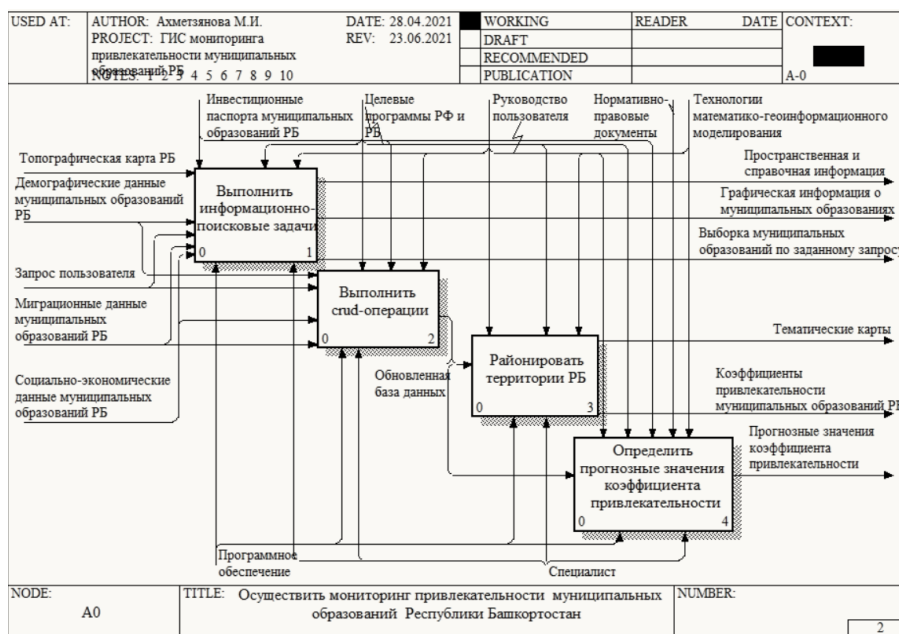 USED AT:
AUTHOR: Ахметзянова М.И.
DATE: 28.04.2021
PROJECT: ГИС мониторинга
REV: 23.06.2021
привлекательности муниципальных
образований РБ
NOTES: 1 2 3 4 5 6 7 8 9 10
WORKING
DRAFT
RECOMMENDED
PUBLICATION
READER
DATE
CONTEXT:
A-0
Инвестиционные
паспорта муниципальных
образований РБ
Целевые
программы РФ и
РБ
Руководство
пользователя
Нормативно-
правовые
документы
Технологии
математико-геоинформационного
моделирования
Топографическая карта РБ
Демографические данные
муниципальных образований
РБ
Запрос пользователя
Миграционные данные
муниципальных
образований РБ
Социально-экономические
данные муниципальных
образований РБ
Выполнить
информационно-
поисковые задачи
0
1
Выполнить
crud-операции
0
2
Обновленная
база данных
Районировать
территории РБ
0
3
Определить
прогнозные значения
коэффициента
привлекательности
0
4
Пространственная и
справочная информация
Графическая информация о
муниципальных образованиях
Выборка муниципальных
образований по заданному запросу
Тематические карты
Коэффициенты
привлекательности
муниципальных образований РБ
Прогнозные значения
коэффициента
привлекательности
Программное
обеспечение
Специалист
NODE:
A0
TITLE: Осуществить мониторинг привлекательности муниципальных
образований Республики Башкортостан
NUMBER:
2